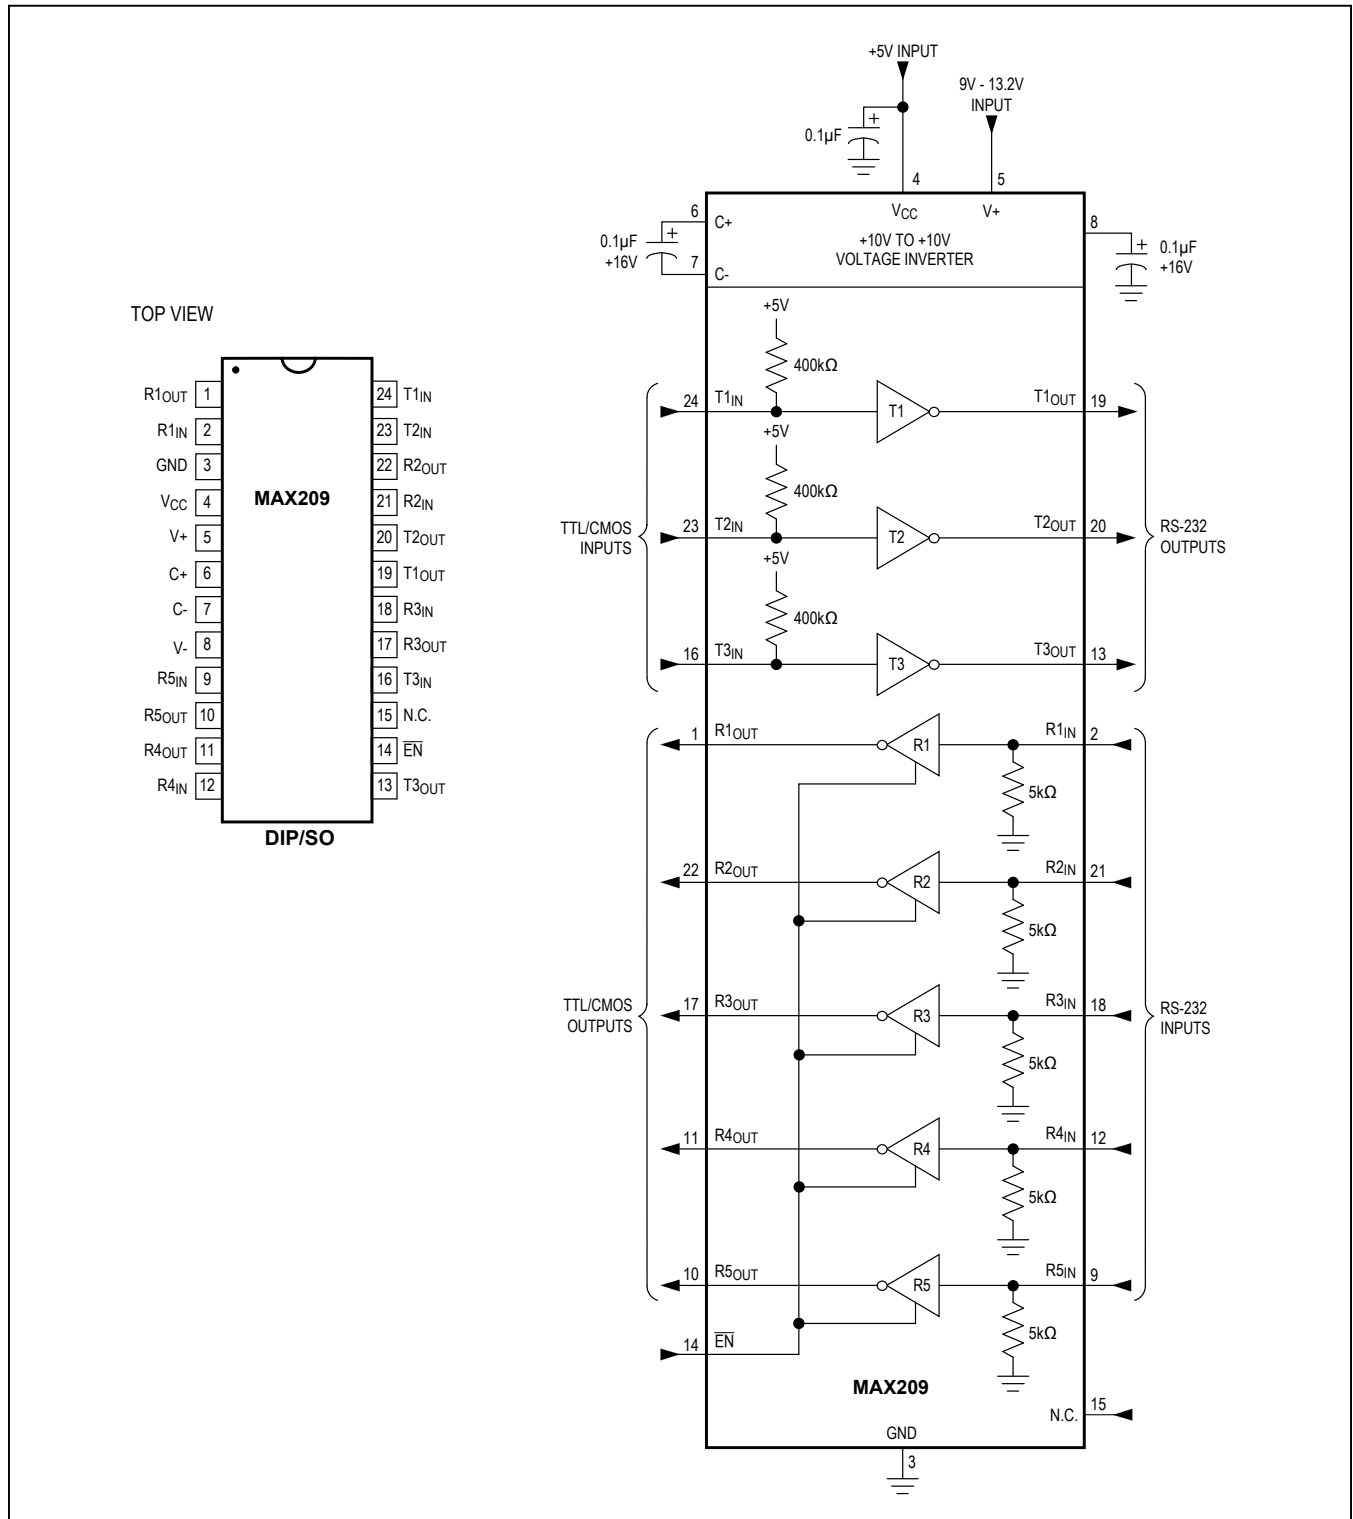 TOP VIEW
R1OUT 1
R1IN 2
GND 3
VCC 4
V+ 5
C+ 6
C- 7
V- 8
R5IN 9
R5OUT 10
R4OUT 11
R4IN 12
MAX209
24 T1IN
23 T2IN
22 R2OUT
21 R2IN
20 T2OUT
19 T1OUT
18 R3IN
17 R3OUT
16 T3IN
15 N.C.
14 EN
13 T3OUT
DIP/SO
+5V INPUT
9V - 13.2V
INPUT
0.1µF +
4 5
VCC V+
6 C+
+
0.1µF
+16V
7 C-
+10V TO +10V
VOLTAGE INVERTER
8
+
0.1µF
+16V
+5V
400kΩ
24 T1IN T1 T1OUT 19
+5V
400kΩ
23 T2IN T2 T2OUT 20
TTL/CMOS
INPUTS
RS-232
OUTPUTS
+5V
400kΩ
16 T3IN T3 T3OUT 13
1 R1OUT R1 R1IN 2
5kΩ
22 R2OUT R2 R2IN 21
5kΩ
17 R3OUT R3 R3IN 18
5kΩ
TTL/CMOS
OUTPUTS
RS-232
INPUTS
11 R4OUT R4 R4IN 12
5kΩ
10 R5OUT R5 R5IN 9
5kΩ
14 EN
MAX209
N.C. 15
GND
3